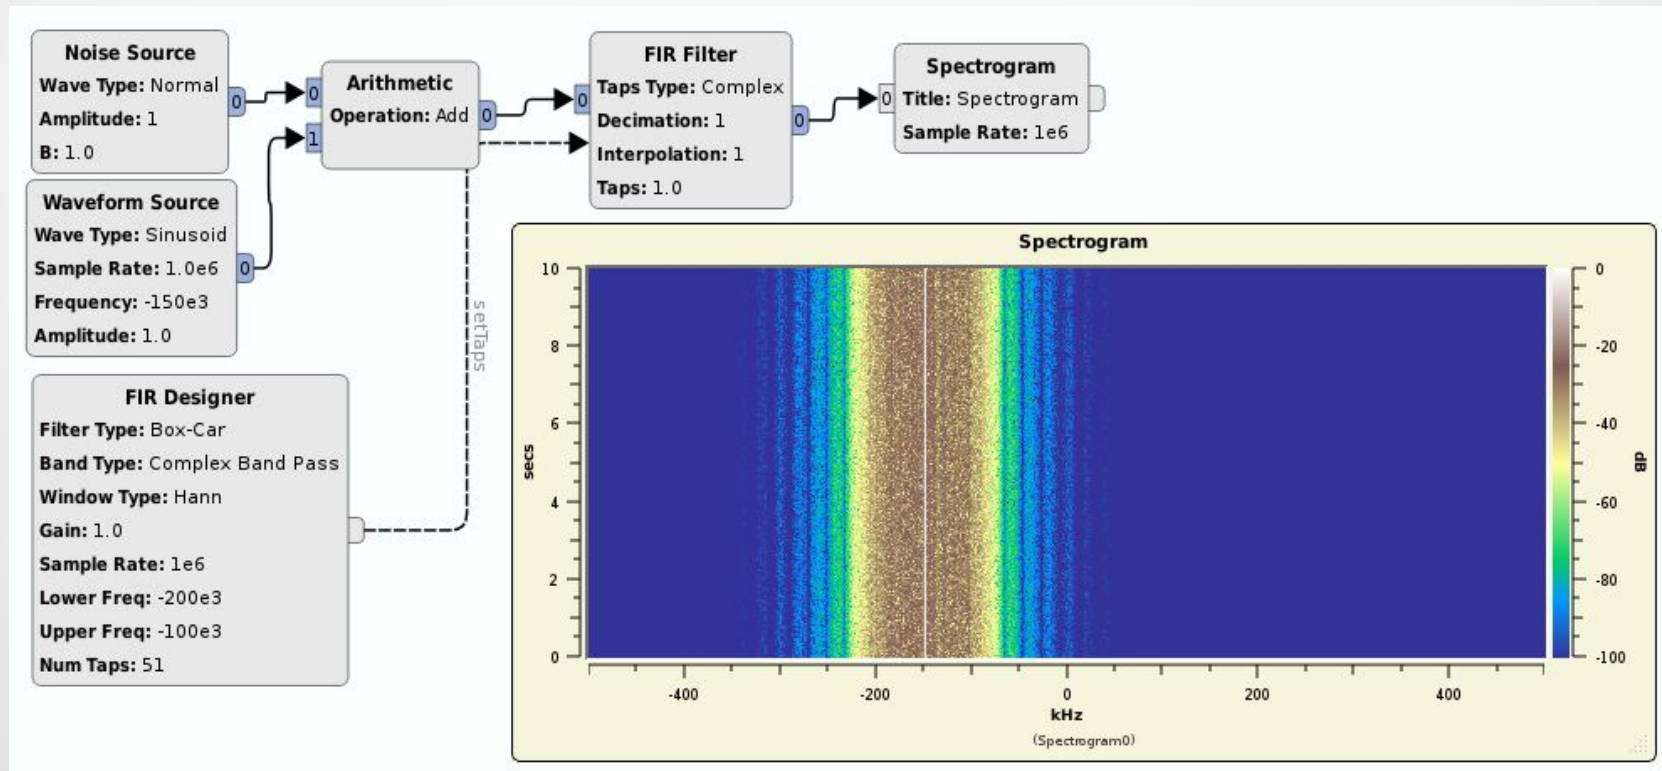 Noise Source
Wave Type: Normal
Amplitude: 1
B: 1.0
0
Waveform Source
Wave Type: Sinusoid
Sample Rate: 1.0e6
Frequency: -150e3
Amplitude: 1.0
0
FIR Designer
Filter Type: Box-Car
Band Type: Complex Band Pass
Window Type: Hann
Gain: 1.0
Sample Rate: 1e6
Lower Freq: -200e3
Upper Freq: -100e3
Num Taps: 51
setTaps
0
1
Arithmetic
Operation: Add
0
0
FIR Filter
Taps Type: Complex
Decimation: 1
Interpolation: 1
Taps: 1.0
0
0
Spectrogram
Title: Spectrogram
Sample Rate: 1e6
Spectrogram
secs
10
8
6
4
2
0
-400 -200 0 200 400
kHz
(Spectrogram0)
0
-20
-40
-60
-80
-100
dB